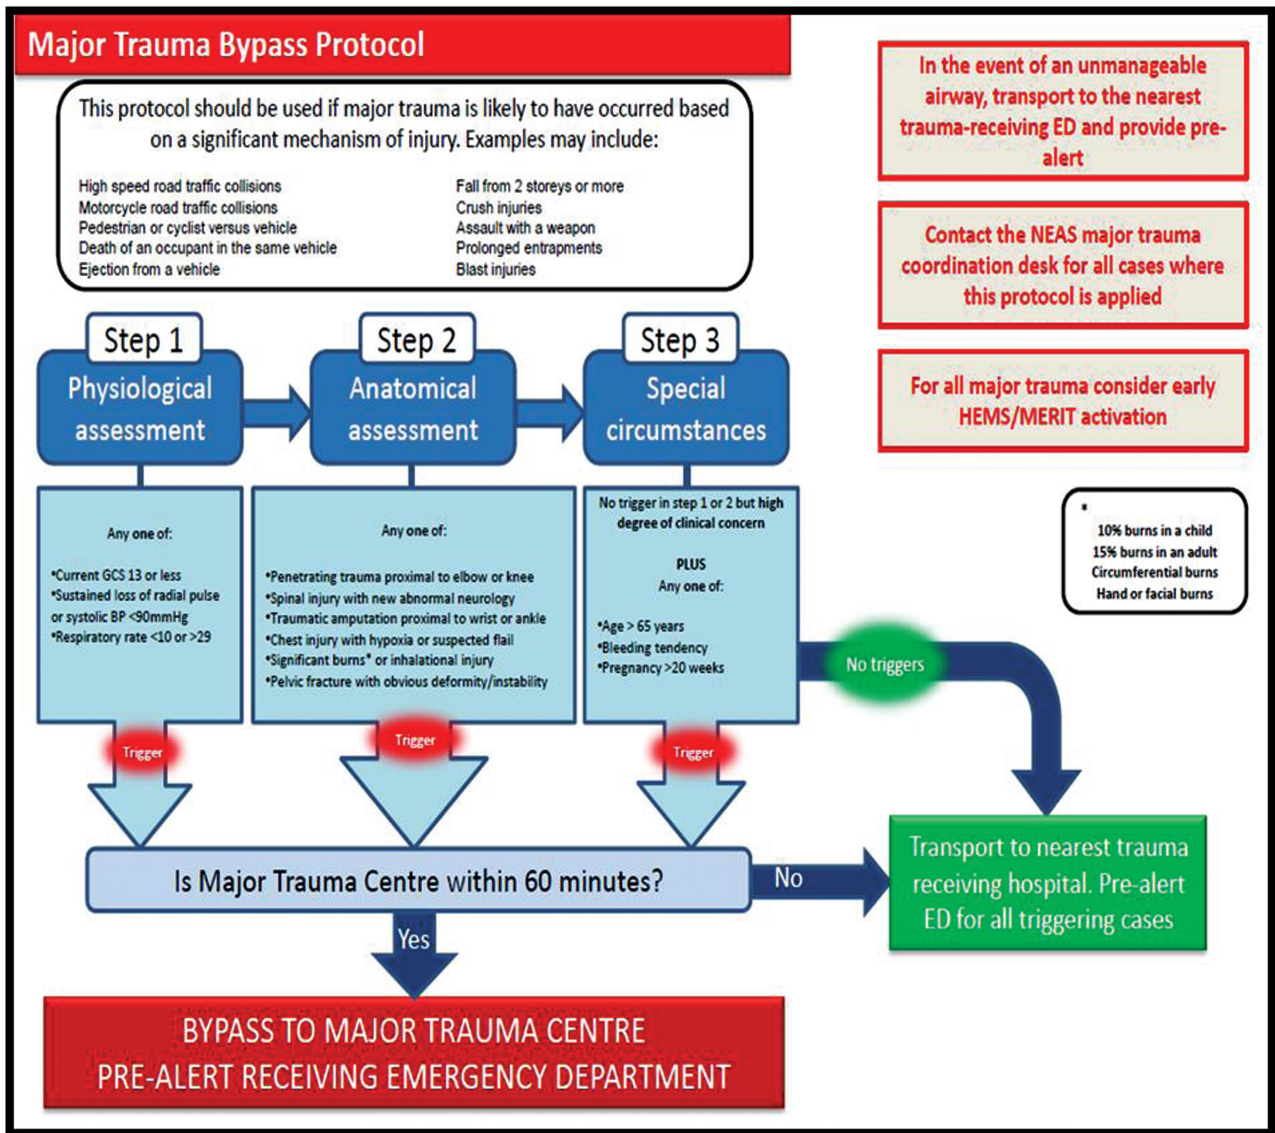 Major Trauma Bypass Protocol
This protocol should be used if major trauma is likely to have occurred based
on a significant mechanism of injury. Examples may include:
High speed road traffic collisions
Motorcycle road traffic collisions
Pedestrian or cyclist versus vehicle
Death of an occupant in the same vehicle
Ejection from a vehicle
Fall from 2 storeys or more
Crush injuries
Assault with a weapon
Prolonged entrapments
Blast injuries
In the event of an unmanageable
airway, transport to the nearest
trauma-receiving ED and provide pre-
alert
Contact the NEAS major trauma
coordination desk for all cases where
this protocol is applied
For all major trauma consider early
HEMS/MERIT activation
*
10% burns in a child
15% burns in an adult
Circumferential burns
Hand or facial burns
Step 1
Physiological
assessment
Any one of:
•Current GCS 13 or less
•Sustained loss of radial pulse
or systolic BP <90mmHg
•Respiratory rate <10 or >29
Trigger
Step 2
Anatomical
assessment
Any one of:
•Penetrating trauma proximal to elbow or knee
•Spinal injury with new abnormal neurology
•Traumatic amputation proximal to wrist or ankle
•Chest injury with hypoxia or suspected flail
•Significant burns* or inhalational injury
•Pelvic fracture with obvious deformity/instability
Trigger
Step 3
Special
circumstances
No trigger in step 1 or 2 but high
degree of clinical concern
PLUS
Any one of:
•Age > 65 years
•Bleeding tendency
•Pregnancy >20 weeks
Trigger
No triggers
Is Major Trauma Centre within 60 minutes?
No
Yes
Transport to nearest trauma
receiving hospital. Pre-alert
ED for all triggering cases
BYPASS TO MAJOR TRAUMA CENTRE
PRE-ALERT RECEIVING EMERGENCY DEPARTMENT